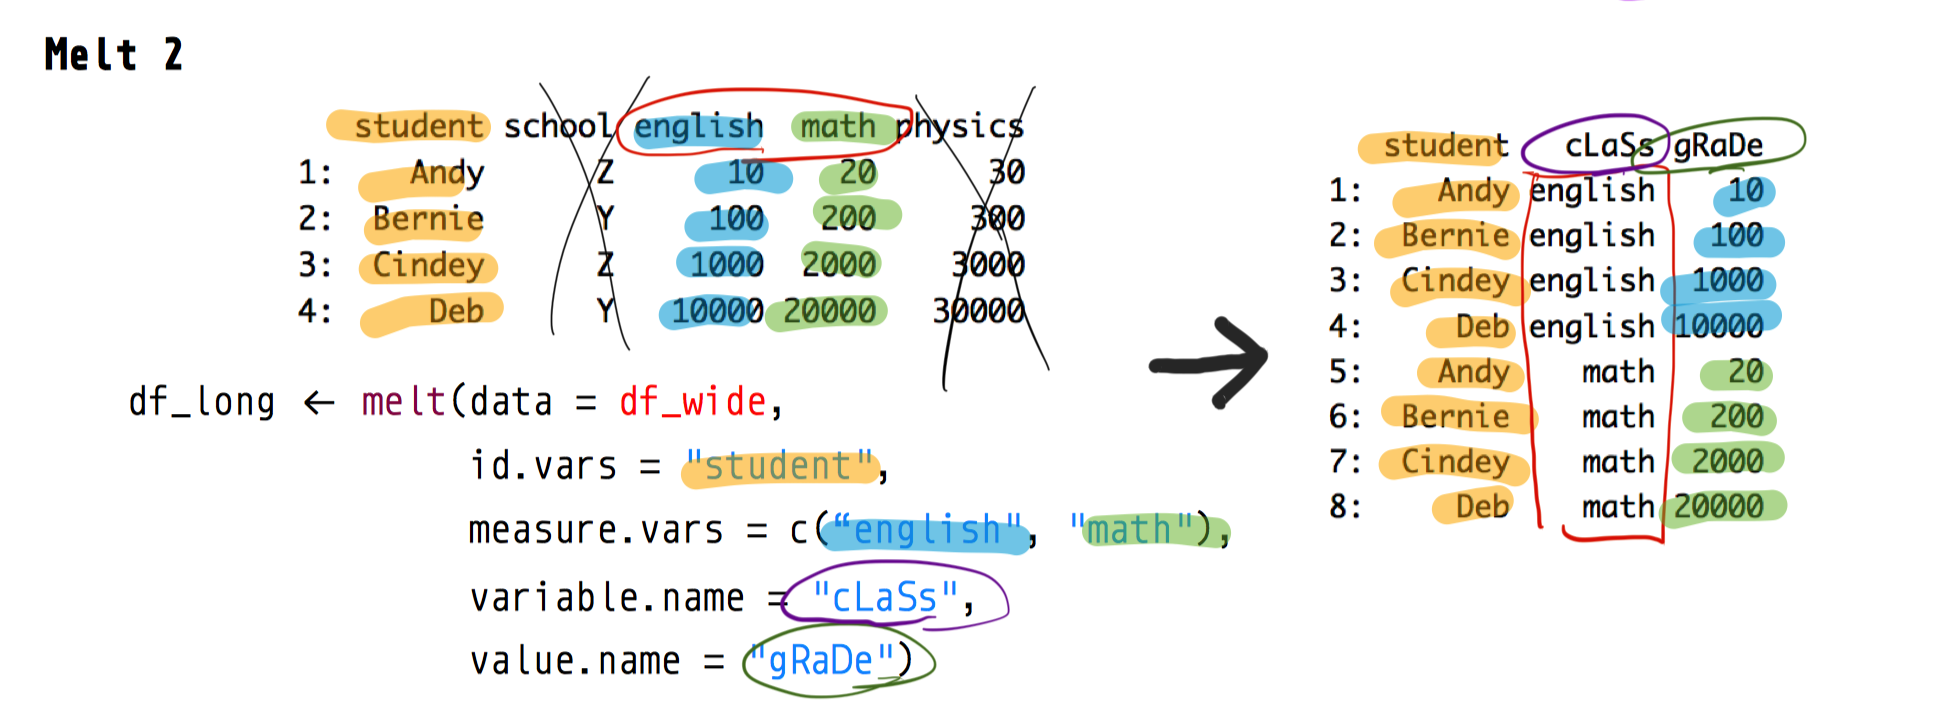 Melt 2
student school english math physics
1: Andy Z 10 20 30
2: Bernie Y 100 200 300
3: Cindey Z 1000 2000 3000
4: Deb Y 10000 20000 30000
df_long ← melt(data = df_wide,
id.vars = "student",
measure.vars = c(“english", "math"),
variable.name = "cLaSs",
value.name = "gRaDe")
student cLaSs gRaDe
1: Andy english 10
2: Bernie english 100
3: Cindey english 1000
4: Deb english 10000
5: Andy math 20
6: Bernie math 200
7: Cindey math 2000
8: Deb math 20000